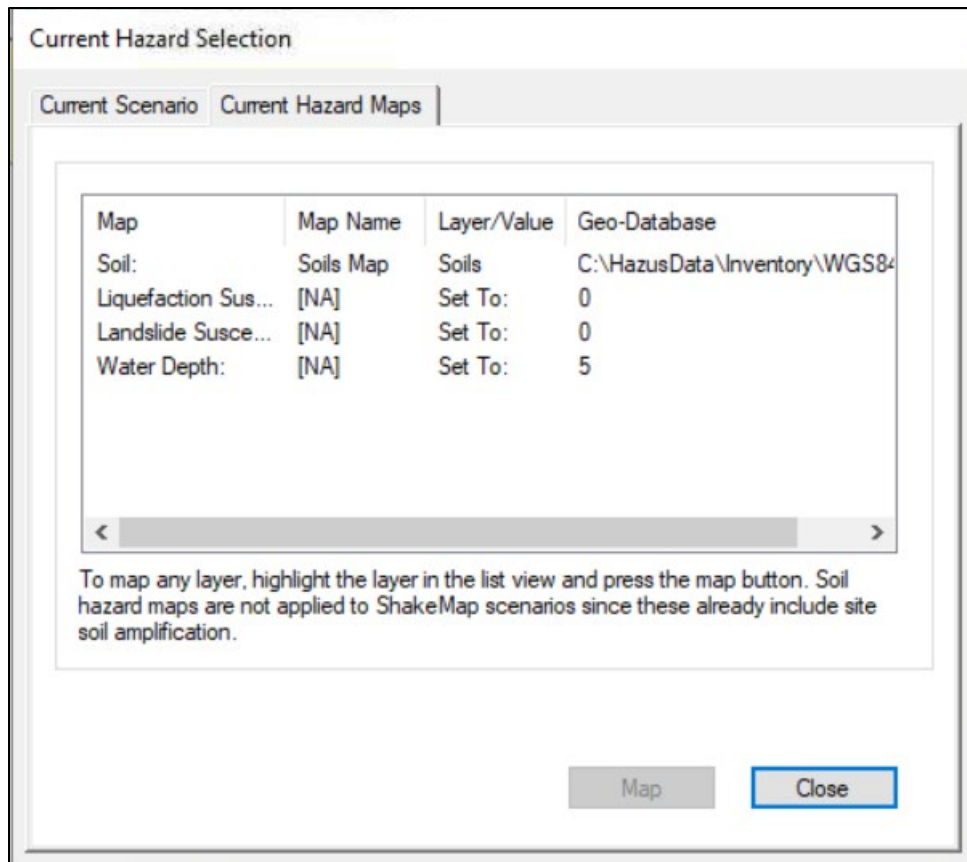 Current Hazard Selection
Current Scenario Current Hazard Maps
Map Map Name Layer/Value Geo-Database
Soil: Soils Map Soils C:\HazusData\Inventory\WGS84
Liquefaction Sus... [NA] Set To: 0
Landslide Susce... [NA] Set To: 0
Water Depth: [NA] Set To: 5
To map any layer, highlight the layer in the list view and press the map button. Soil
hazard maps are not applied to ShakeMap scenarios since these already include site
soil amplification.
Map Close